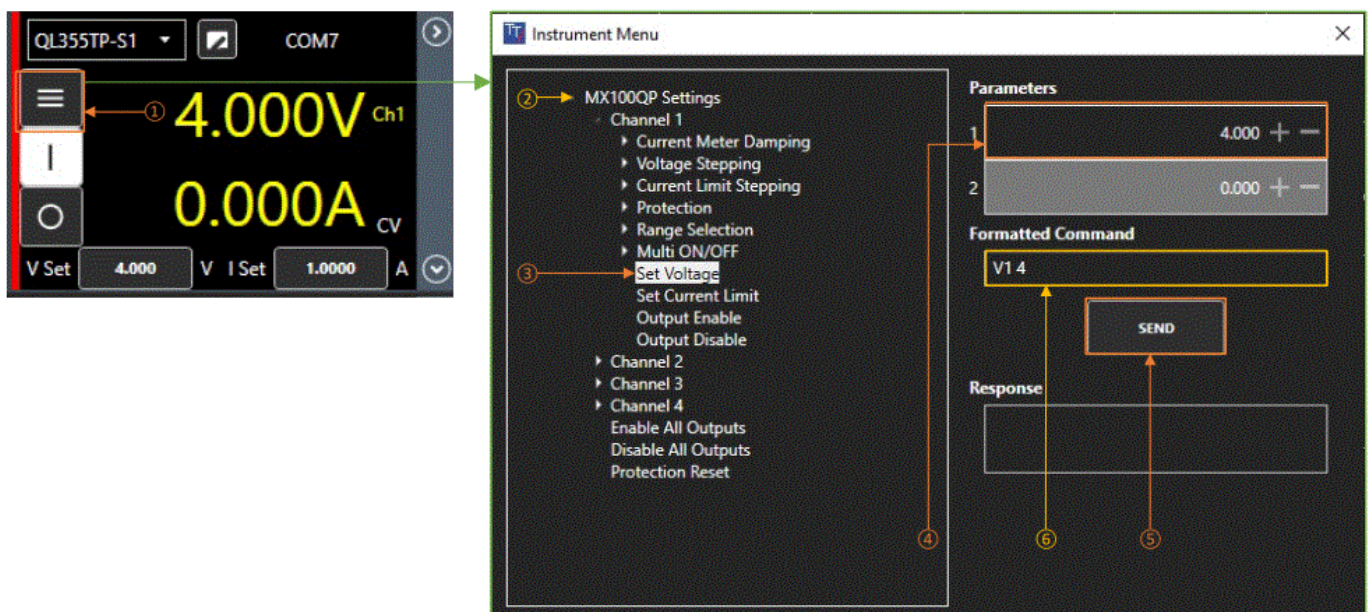 QL355TP-S1
COM7
①
4.000V Ch1
0.000A CV
V Set 4.000 V I Set 1.0000 A
TT Instrument Menu
② MX100QP Settings
Channel 1
Current Meter Damping
Voltage Stepping
Current Limit Stepping
Protection
Range Selection
Multi ON/OFF
③ Set Voltage
Set Current Limit
Output Enable
Output Disable
Channel 2
Channel 3
Channel 4
Enable All Outputs
Disable All Outputs
Protection Reset
Parameters
1 4.000 + −
2 0.000 + −
Formatted Command
V1 4
SEND
Response
④ ⑥ ⑤